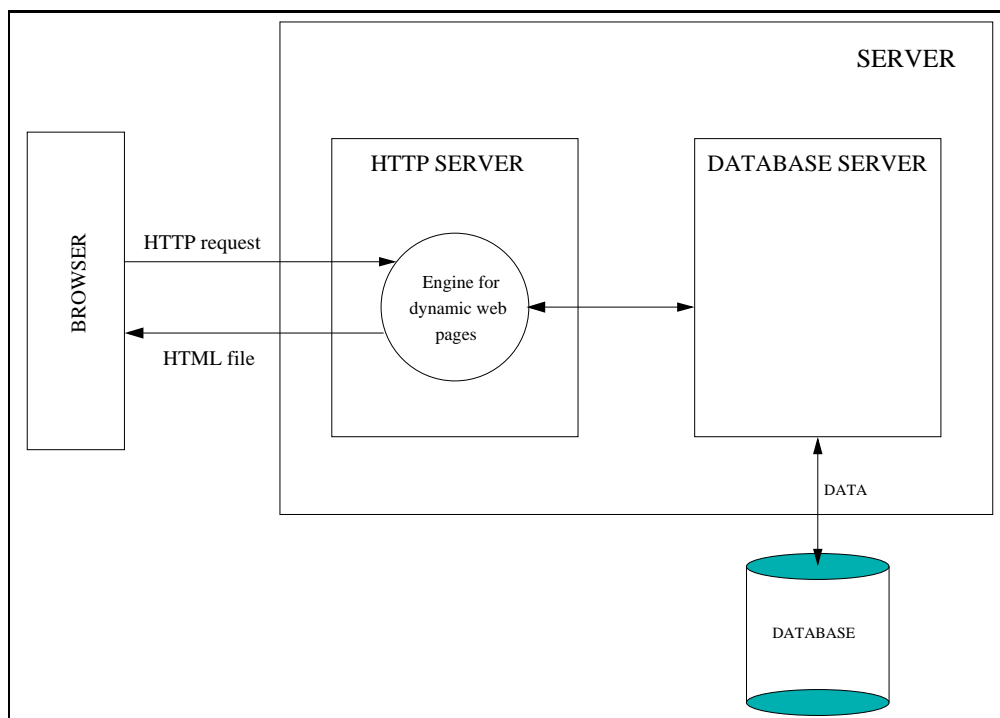 SERVER
HTTP SERVER
DATABASE SERVER
BROWSER
HTTP request
Engine for
dynamic web
pages
HTML file
DATA
DATABASE